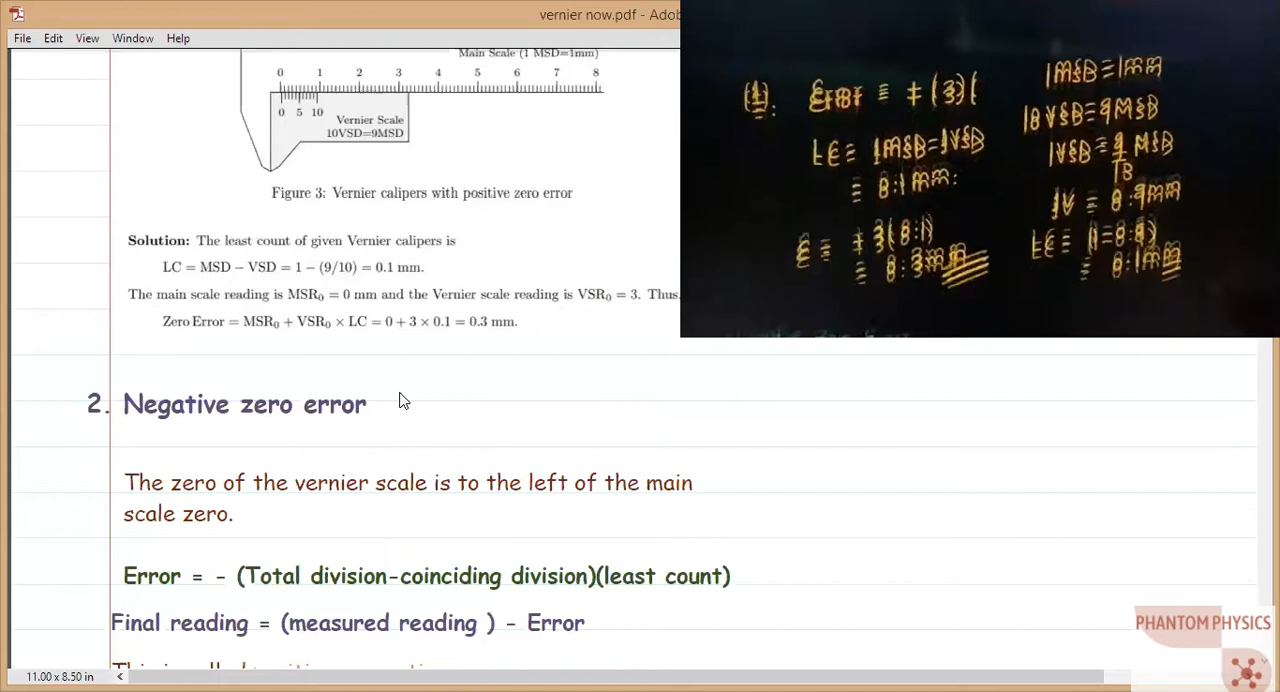 vernier now.pdf - Adob
File Edit View Window Help
Main Scale (1 MSD=1mm)
0 1 2 3 4 5 6 7 8
0 5 10
Vernier Scale
10VSD=9MSD
Figure 3: Vernier calipers with positive zero error
Solution: The least count of given Vernier calipers is
LC = MSD − VSD = 1 − (9/10) = 0.1 mm.
The main scale reading is MSR₀ = 0 mm and the Vernier scale reading is VSR₀ = 3. Thus,
Zero Error = MSR₀ + VSR₀ × LC = 0 + 3 × 0.1 = 0.3 mm.
2. Negative zero error
The zero of the vernier scale is to the left of the main
scale zero.
Error = - (Total division-coinciding division)(least count)
Final reading = (measured reading ) - Error
11.00 x 8.50 in
(1). Error = + (3)(
LC = 1MSD - 1VSD
= 0.1mm.
E = + 3(0.1)
= 0.3mm
1MSD = 1mm
10 VSD = 9MSD
1VSD = 9 MSD
10
1V = 0.9mm
LC = (1-0.9)
= 0.1mm
PHANTOM PHYSICS